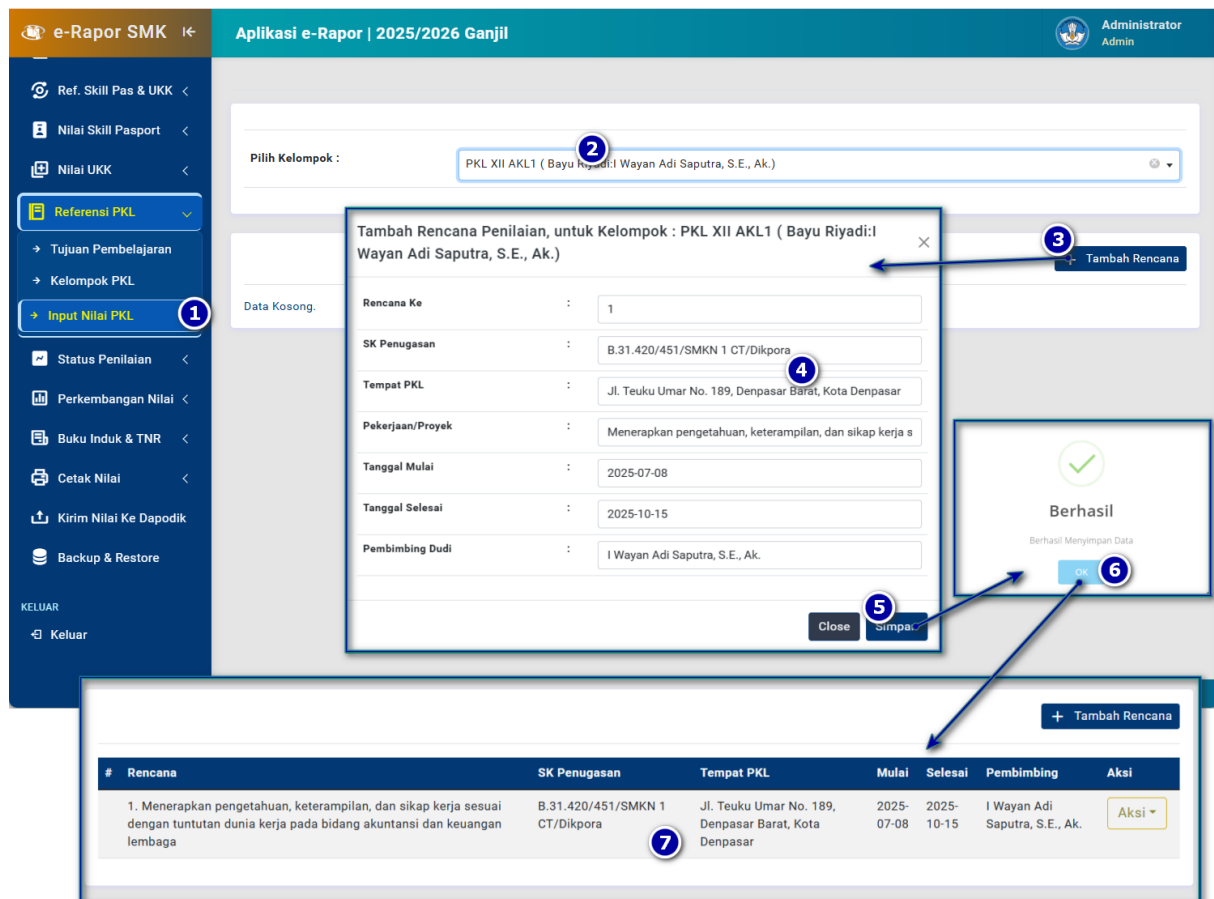 e-Rapor SMK
Aplikasi e-Rapor | 2025/2026 Ganjil
Administrator
Admin
Ref. Skill Pas & UKK
Nilai Skill Pasport
Nilai UKK
Referensi PKL
Tujuan Pembelajaran
Kelompok PKL
Input Nilai PKL
1
Status Penilaian
Perkembangan Nilai
Buku Induk & TNR
Cetak Nilai
Kirim Nilai Ke Dapodik
Backup & Restore
KELUAR
Keluar
Pilih Kelompok :
2
PKL XII AKL1 ( Bayu Riyadi:I Wayan Adi Saputra, S.E., Ak.)
3
+ Tambah Rencana
Data Kosong.
Tambah Rencana Penilaian, untuk Kelompok : PKL XII AKL1 ( Bayu Riyadi:I
Wayan Adi Saputra, S.E., Ak.)
×
Rencana Ke : 1
SK Penugasan : B.31.420/451/SMKN 1 CT/Dikpora
4
Tempat PKL : Jl. Teuku Umar No. 189, Denpasar Barat, Kota Denpasar
Pekerjaan/Proyek : Menerapkan pengetahuan, keterampilan, dan sikap kerja s
Tanggal Mulai : 2025-07-08
Tanggal Selesai : 2025-10-15
Pembimbing Dudi : I Wayan Adi Saputra, S.E., Ak.
5
Close
Simpan
Berhasil
Berhasil Menyimpan Data
OK
6
+ Tambah Rencana
# Rencana SK Penugasan Tempat PKL Mulai Selesai Pembimbing Aksi
1. Menerapkan pengetahuan, keterampilan, dan sikap kerja sesuai B.31.420/451/SMKN 1 Jl. Teuku Umar No. 189, 2025- 2025- I Wayan Adi Aksi
dengan tuntutan dunia kerja pada bidang akuntansi dan keuangan CT/Dikpora Denpasar Barat, Kota 07-08 10-15 Saputra, S.E., Ak.
lembaga Denpasar
7